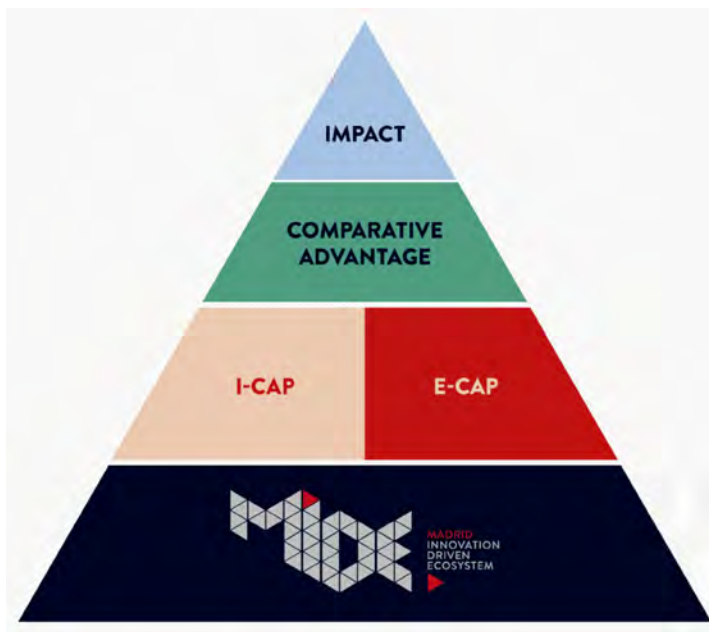 IMPACT
COMPARATIVE
ADVANTAGE
I-CAP
E-CAP
MIDE
MADRID
INNOVATION
DRIVEN
ECOSYSTEM